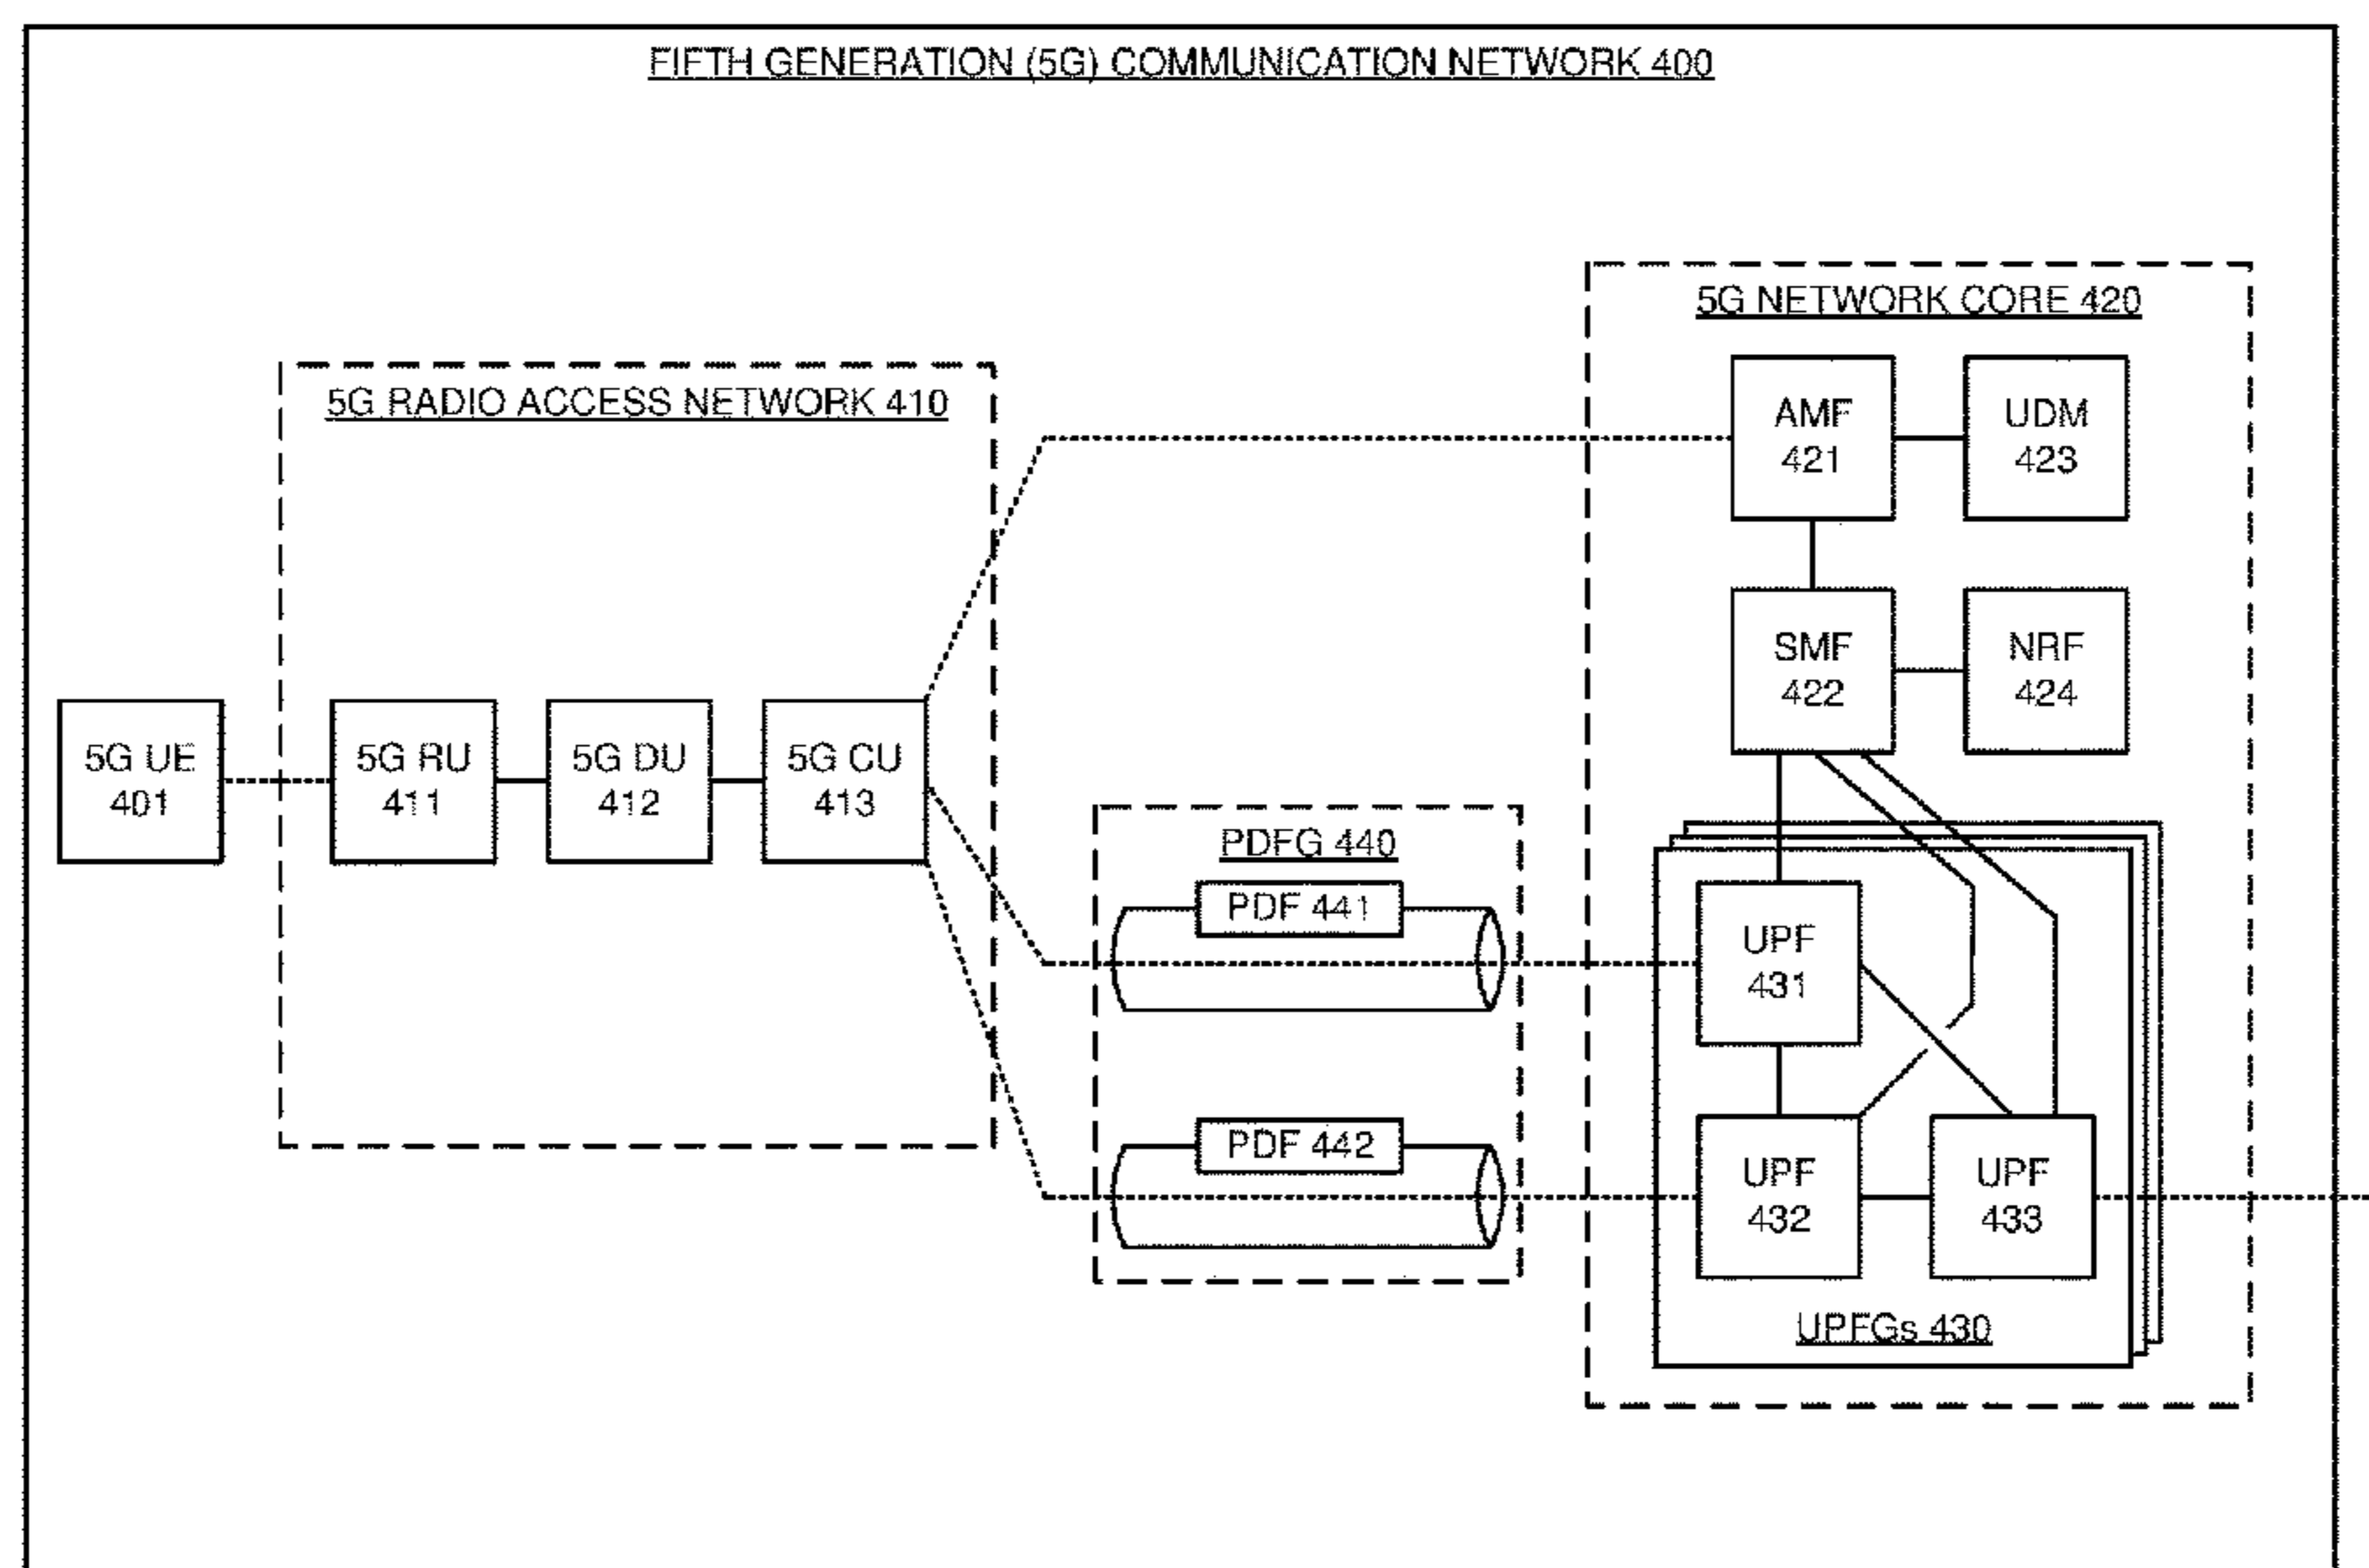 FIFTH GENERATION (5G) COMMUNICATION NETWORK 400
5G NETWORK CORE 420
AMF
421
UDM
423
5G RADIO ACCESS NETWORK 410
SMF
422
NRF
424
5G UE
401
5G RU
411
5G DU
412
5G CU
413
PDFG 440
PDF 441
UPF
431
PDF 442
UPF
432
UPF
433
UPFGs 430